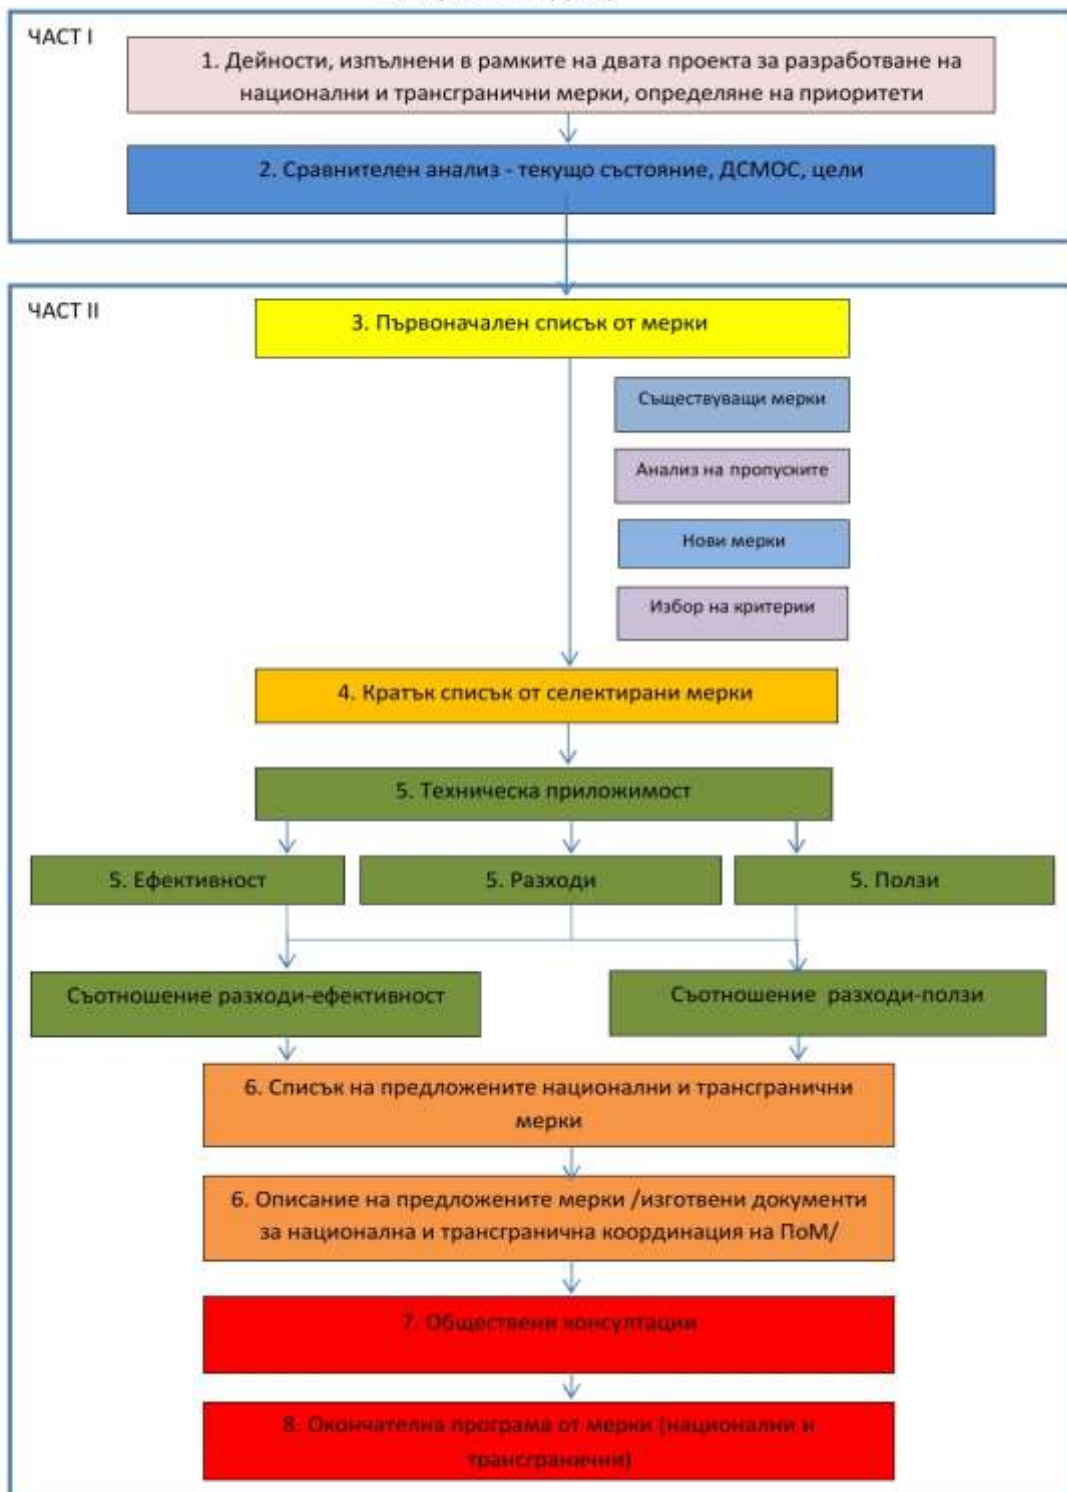 ЧАСТ I
1. Дейности, изпълнени в рамките на двата проекта за разработване на
национални и трансгранични мерки, определяне на приоритети
2. Сравнителен анализ - текущо състояние, ДСМОС, цели
ЧАСТ II
3. Първоначален списък от мерки
Съществуващи мерки
Анализ на пропуските
Нови мерки
Избор на критерии
4. Кратък списък от селектирани мерки
5. Техническа приложимост
5. Ефективност
5. Разходи
5. Ползи
Съотношение разходи-ефективност
Съотношение разходи-ползи
6. Списък на предложените национални и трансгранични
мерки
6. Описание на предложените мерки /изготвени документи
за национална и трансгранична координация на ПоМ/
7. Обществени консултации
8. Окончателна програма от мерки (национални и
трансгранични)